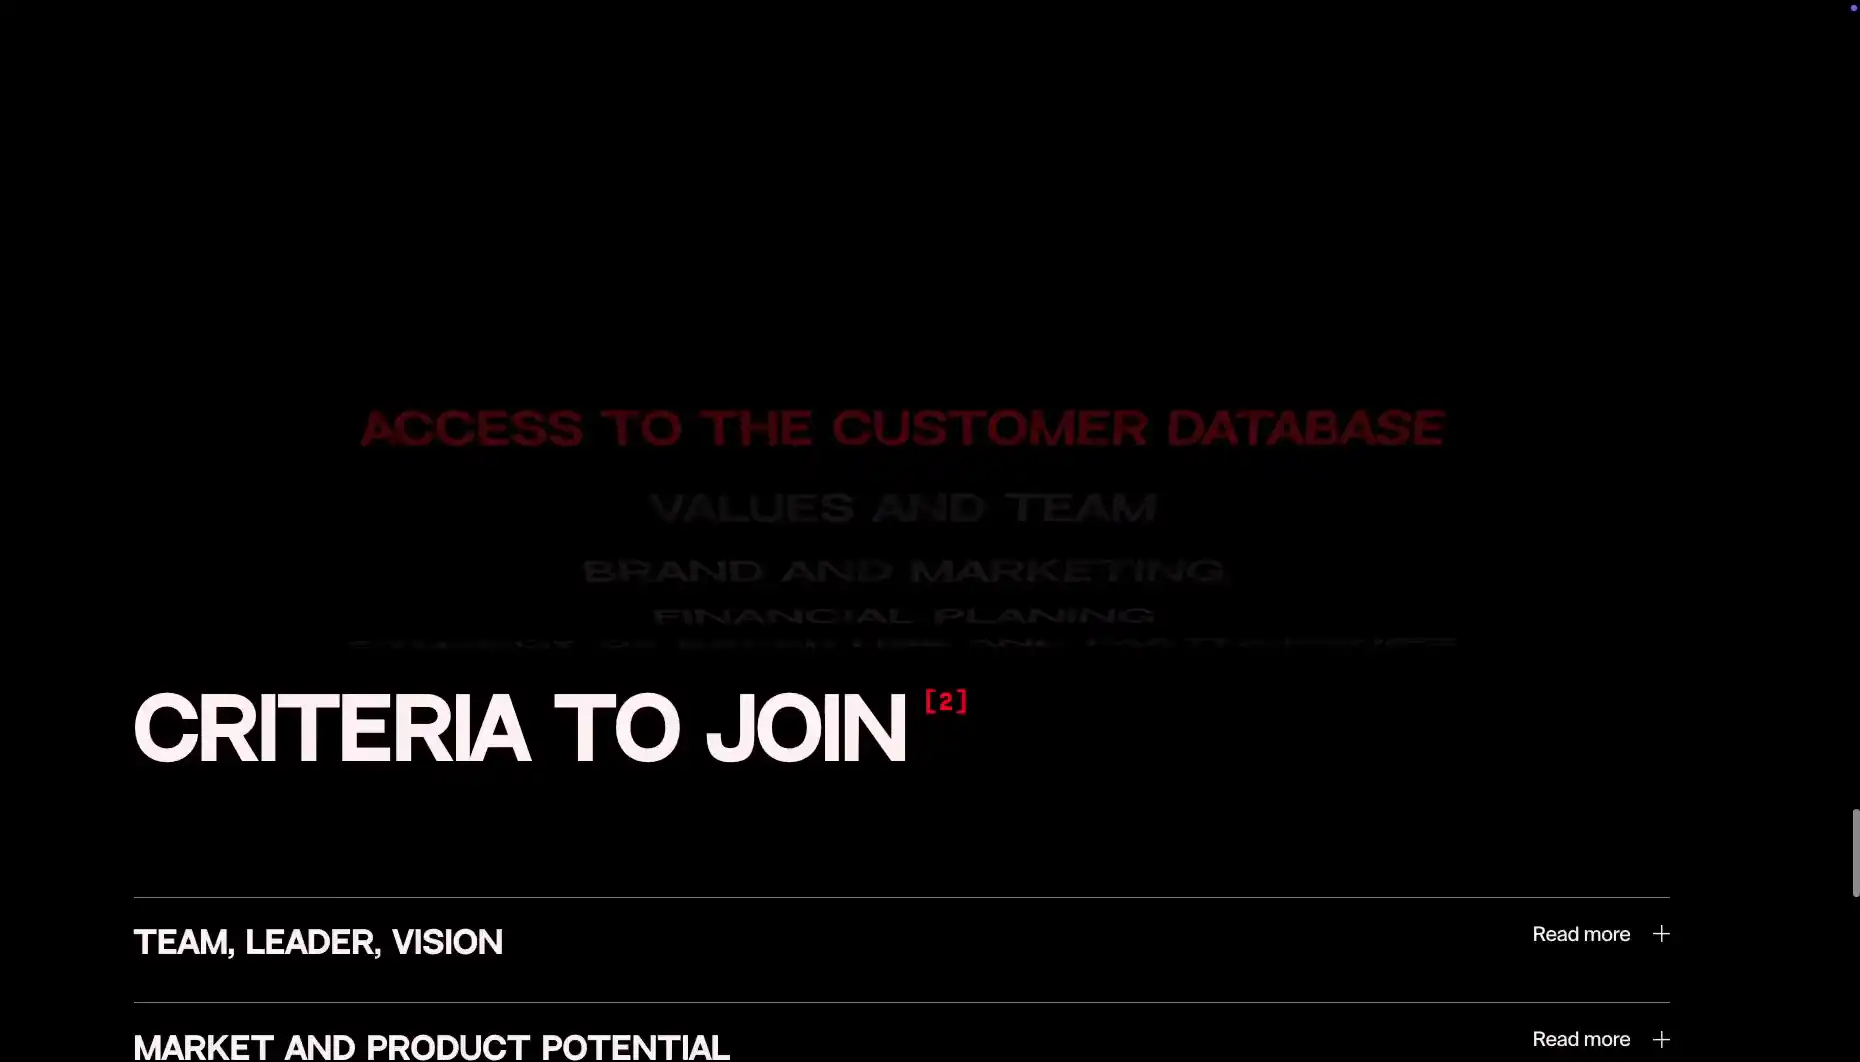 ACCESS TO THE CUSTOMER DATABASE
VALUES AND TEAM
BRAND AND MARKETING
FINANCIAL PLANING
CRITERIA TO JOIN [2]
TEAM, LEADER, VISION
Read more
MARKET AND PRODUCT POTENTIAL
Read more